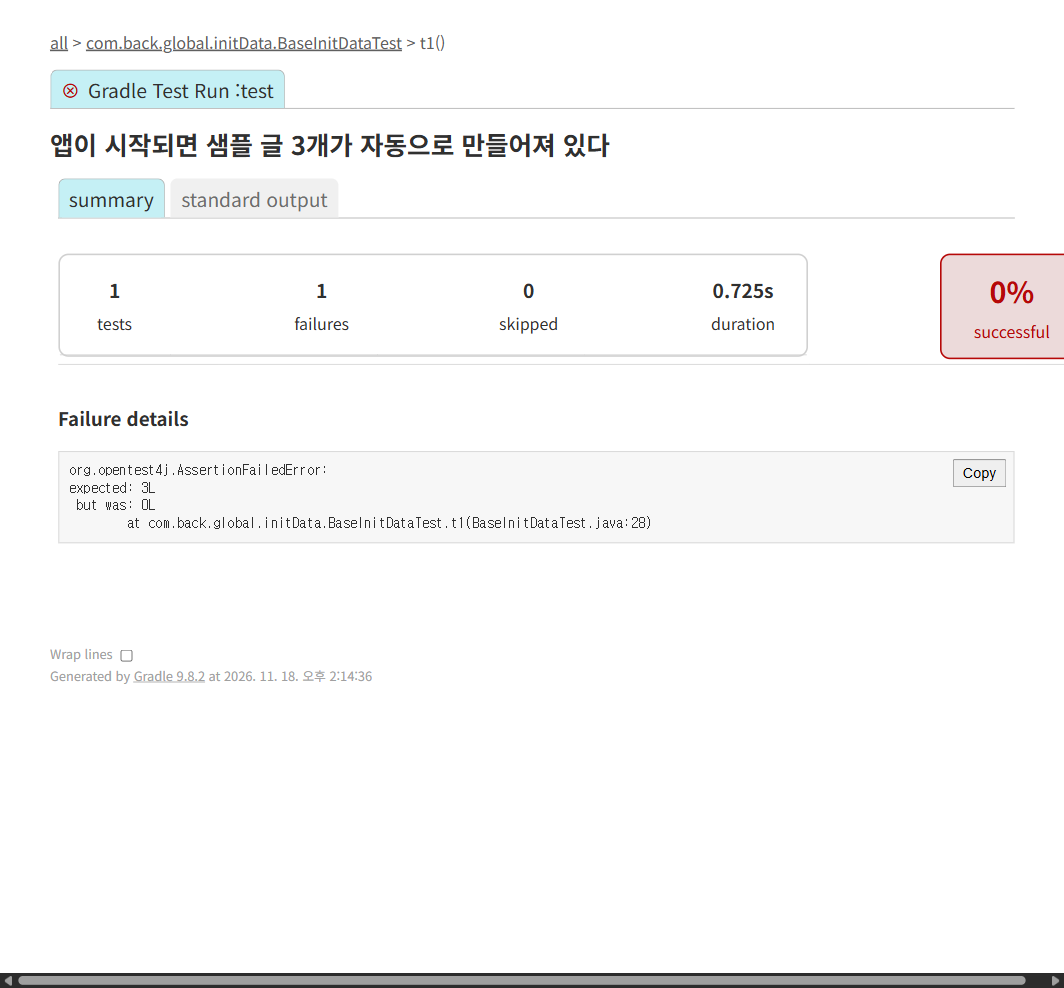 all > com.back.global.initData.BaseInitDataTest > t1()
Gradle Test Run :test
앱이 시작되면 샘플 글 3개가 자동으로 만들어져 있다
summary standard output
1 1 0 0.725s 0%
tests failures skipped duration successful
Failure details
Copy
org.opentest4j.AssertionFailedError:
expected: 3L
but was: 0L
at com.back.global.initData.BaseInitDataTest.t1(BaseInitDataTest.java:28)
Wrap lines
Generated by Gradle 9.8.2 at 2026. 11. 18. 오후 2:14:36